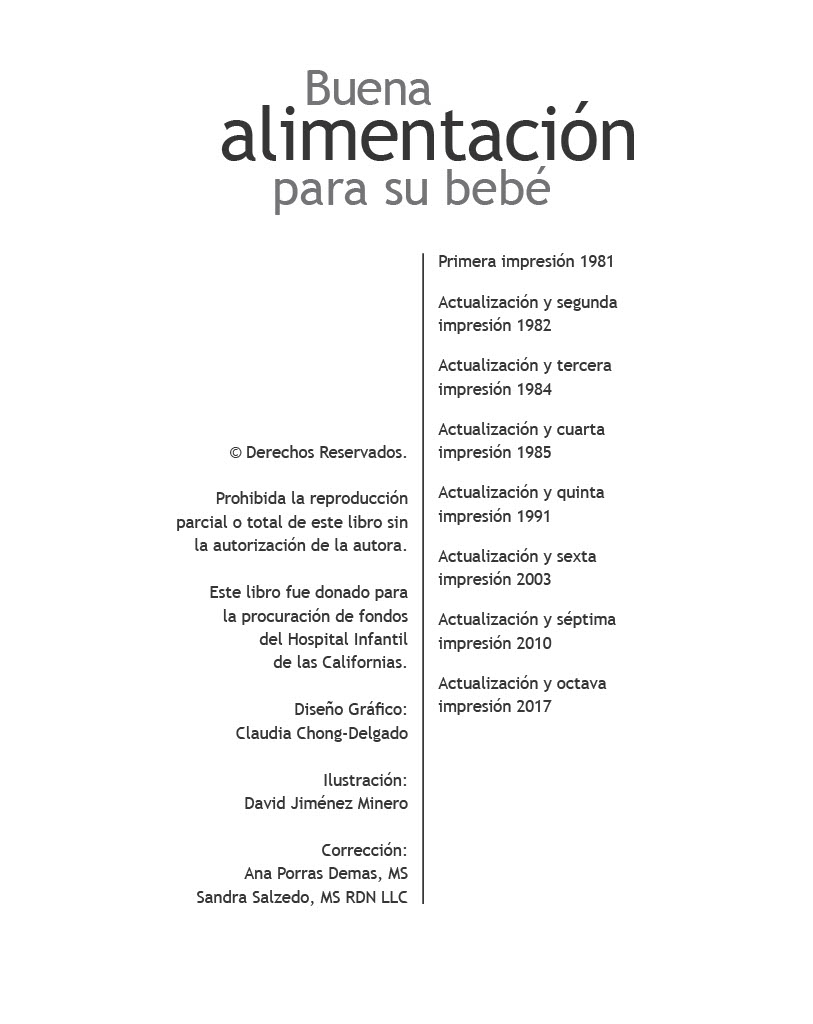 Buena
alimentación
para su bebé
© Derechos Reservados.
Prohibida la reproducción
parcial o total de este libro sin
la autorización de la autora.
Este libro fue donado para
la procuración de fondos
del Hospital Infantil
de las Californias.
Diseño Gráfico:
Claudia Chong-Delgado
Ilustración:
David Jiménez Minero
Corrección:
Ana Porras Demas, MS
Sandra Salzedo, MS RDN LLC
Primera impresión 1981
Actualización y segunda
impresión 1982
Actualización y tercera
impresión 1984
Actualización y cuarta
impresión 1985
Actualización y quinta
impresión 1991
Actualización y sexta
impresión 2003
Actualización y séptima
impresión 2010
Actualización y octava
impresión 2017